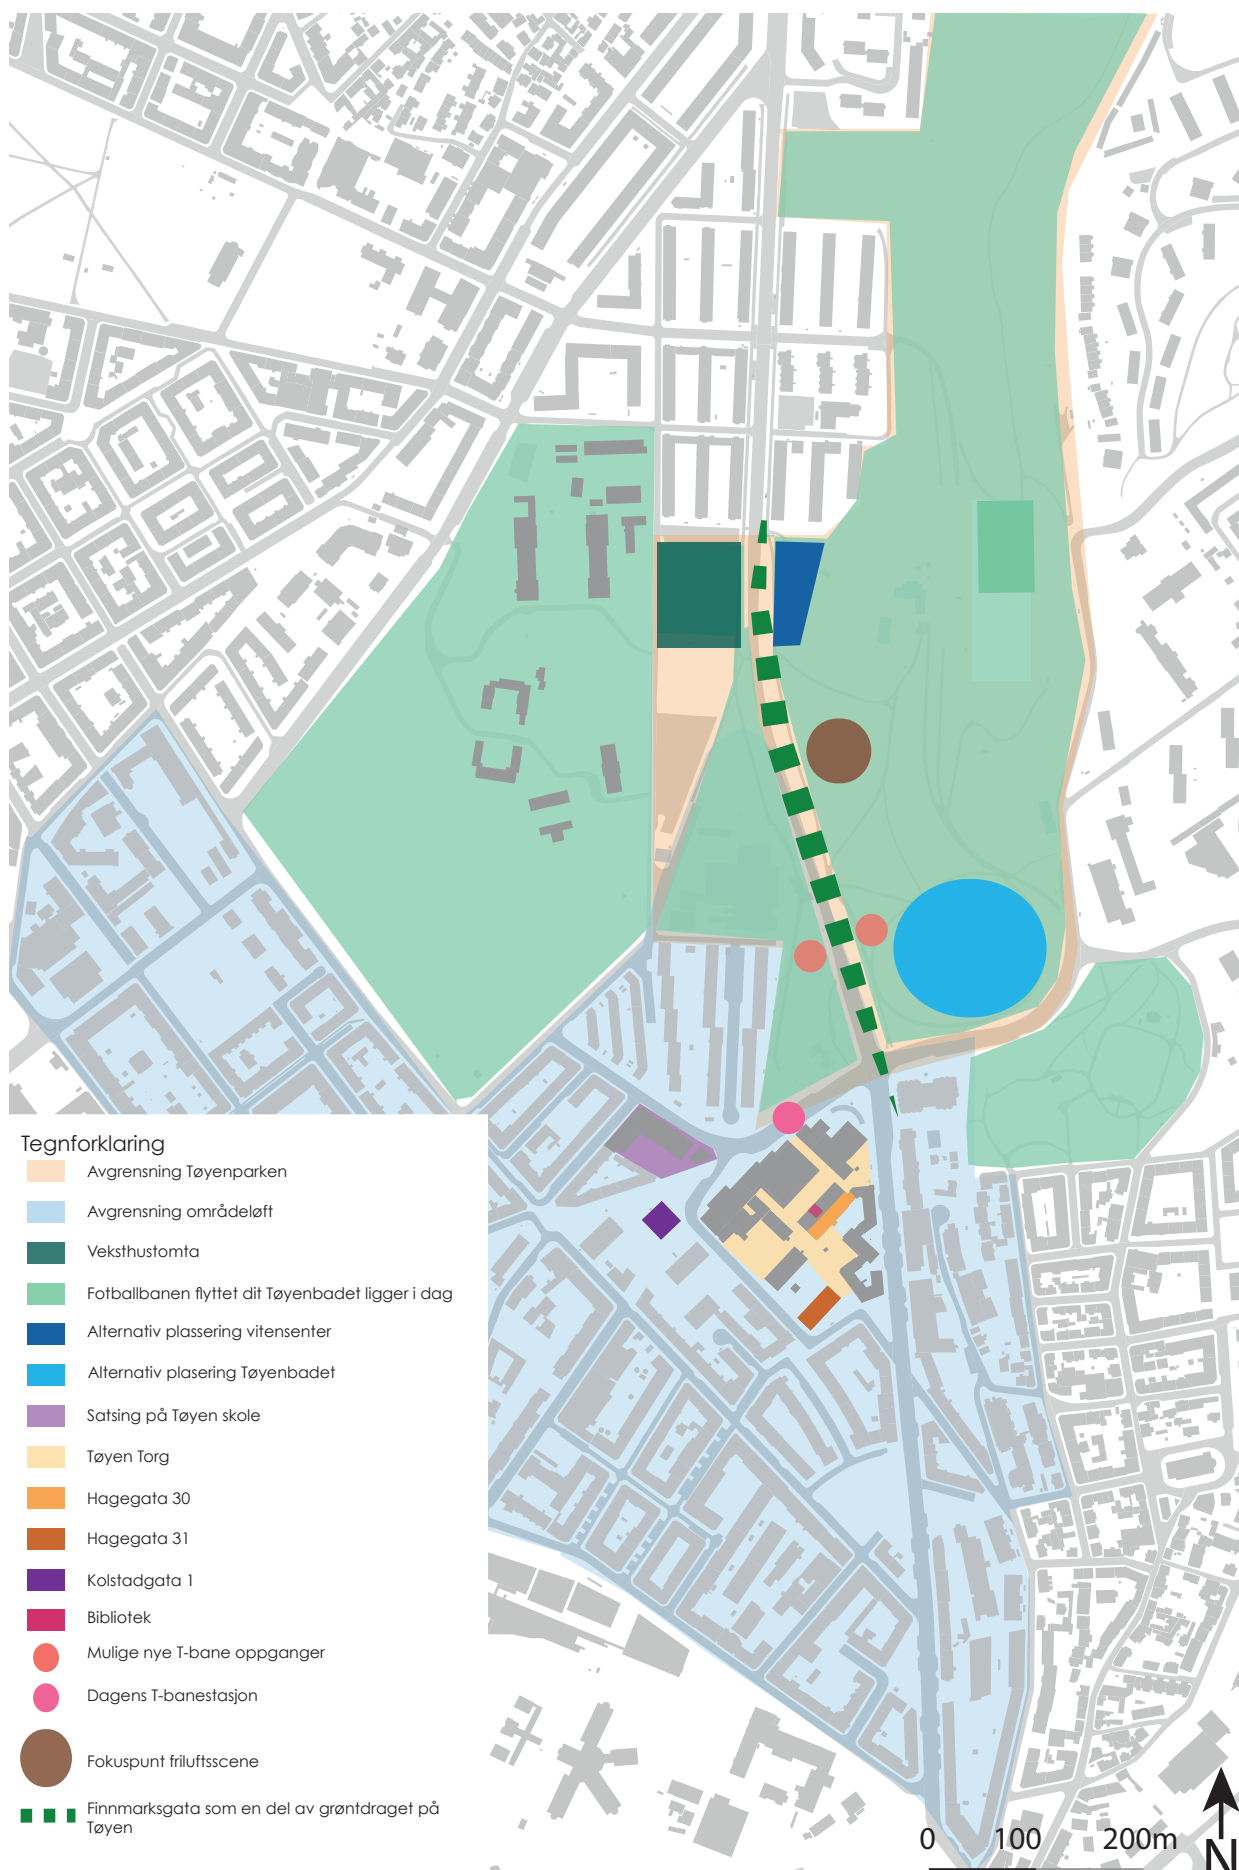 Tegnforklaring
Avgrensning Tøyenparken
Avgrensning områdeløft
Veksthustomta
Fotballbanen flyttet dit Tøyenbadet ligger i dag
Alternativ plassering vitensenter
Alternativ plasering Tøyenbadet
Satsing på Tøyen skole
Tøyen Torg
Hagegata 30
Hagegata 31
Kolstadgata 1
Bibliotek
Mulige nye T-bane oppganger
Dagens T-banestasjon
Fokuspunt friluftsscene
Finnmarksgata som en del av grøntdraget på
Tøyen
0 100 200m
N